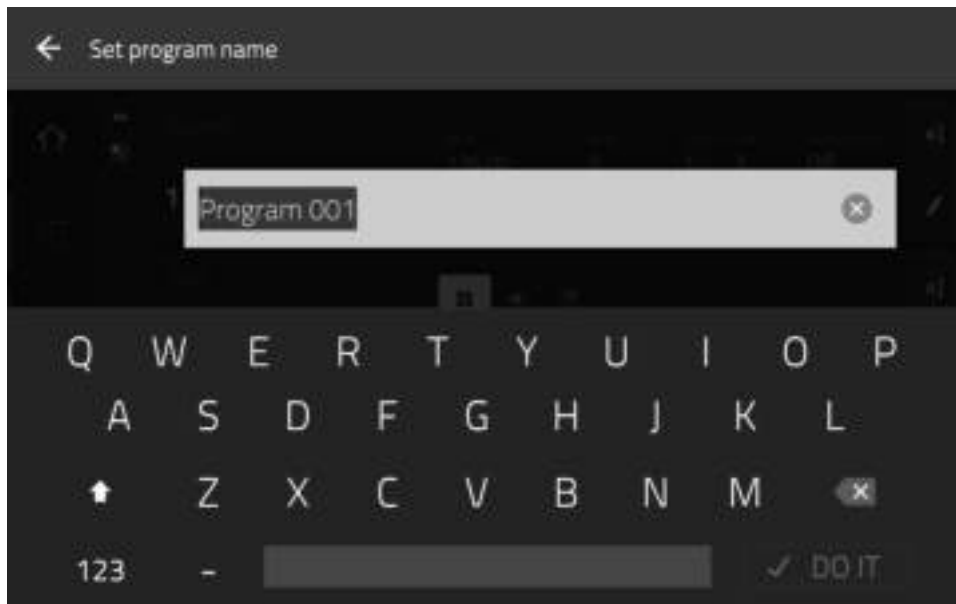 Set program name
Program 001
Q W E R T Y U I O P
A S D F G H J K L
Z X C V B N M
123 - DO IT